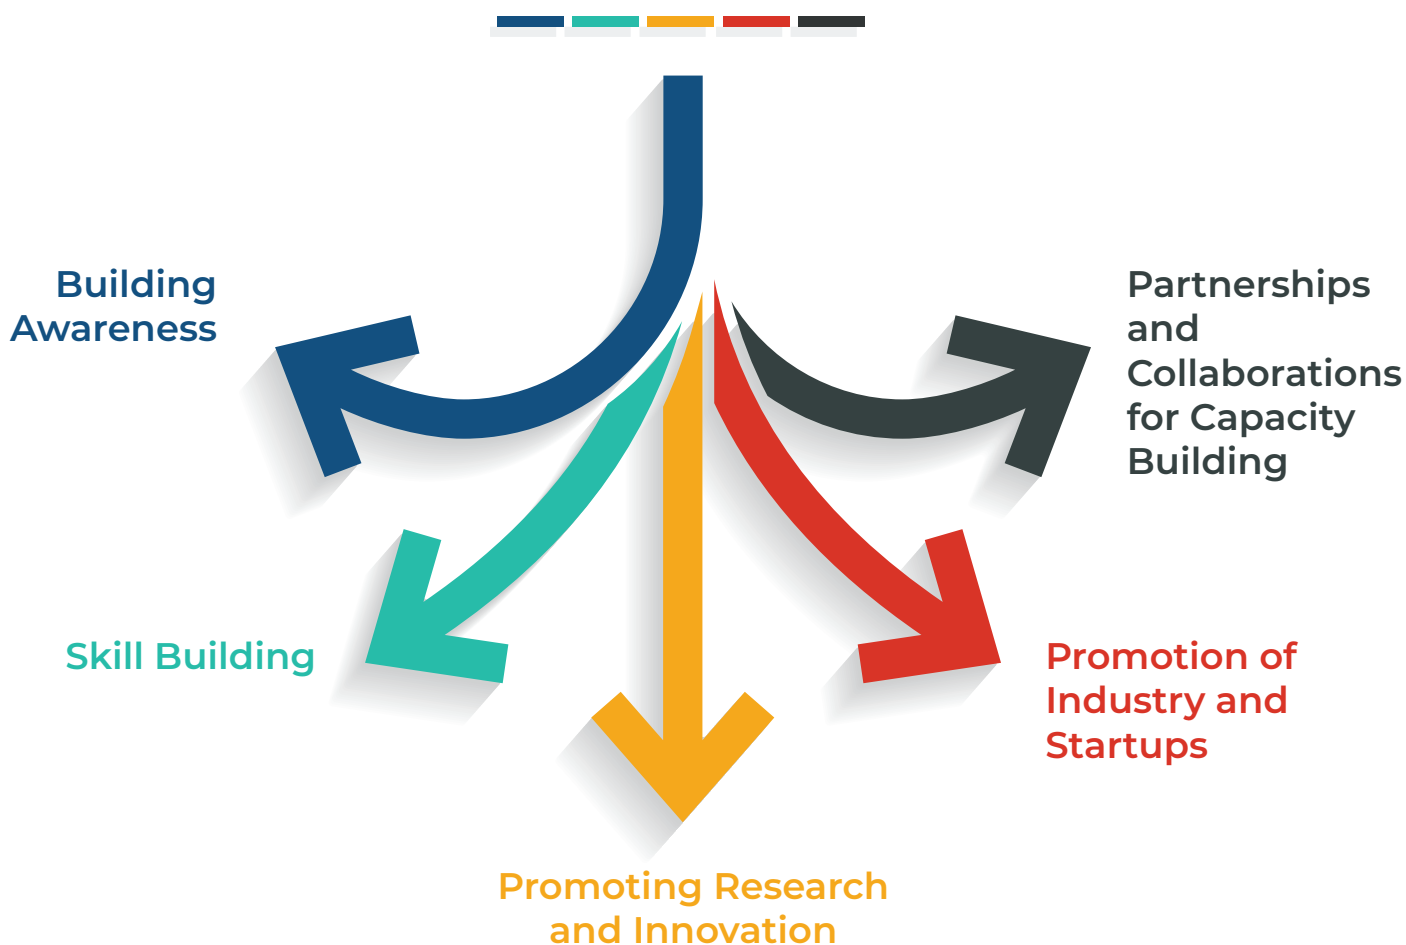 Building
Awareness
Skill Building
Promoting Research
and Innovation
Promotion of
Industry and
Startups
Partnerships
and
Collaborations
for Capacity
Building